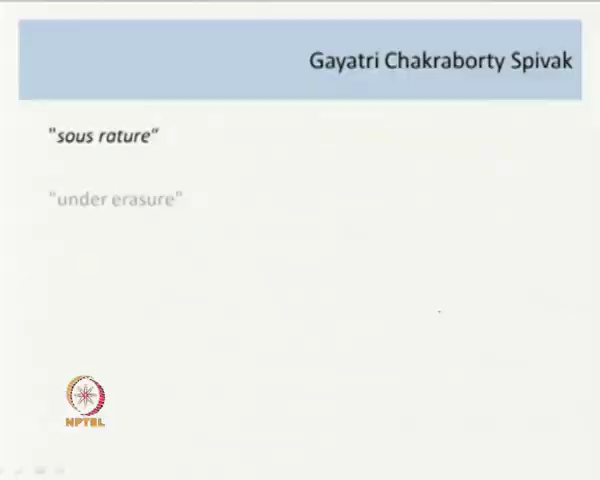 Gayatri Chakraborty Spivak
"sous rature"
"under erasure"
NPTEL